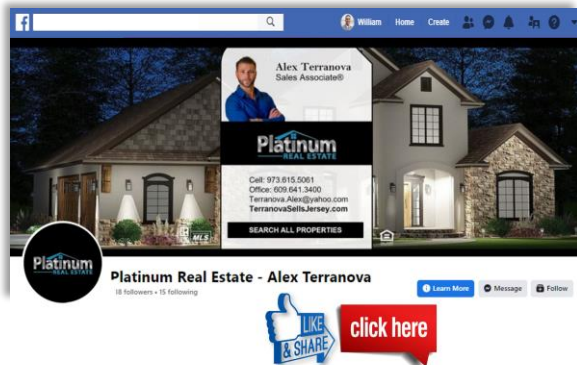 f
William Home Create
Alex Terranova
Sales Associate®
Platinum
REAL ESTATE
Cell: 973.615.5061
Office: 609.641.3400
Terranova.Alex@yahoo.com
TerranovaSellsJersey.com
SEARCH ALL PROPERTIES
MLS
Platinum
REAL ESTATE
Platinum Real Estate - Alex Terranova
18 followers • 15 following
Learn More Message Follow
LIKE
& SHARE
click here